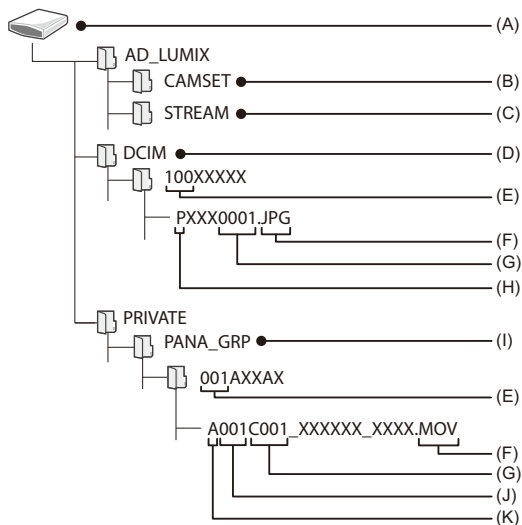 (A)
AD_LUMIX
CAMSET (B)
STREAM (C)
DCIM (D)
100XXXXX
(E)
PXXX0001.JPG
(F)
(G)
(H)
PRIVATE
PANA_GRP (I)
001AXXAX
(E)
A001C001_XXXXXX_XXXX.MOV
(F)
(G)
(J)
(K)